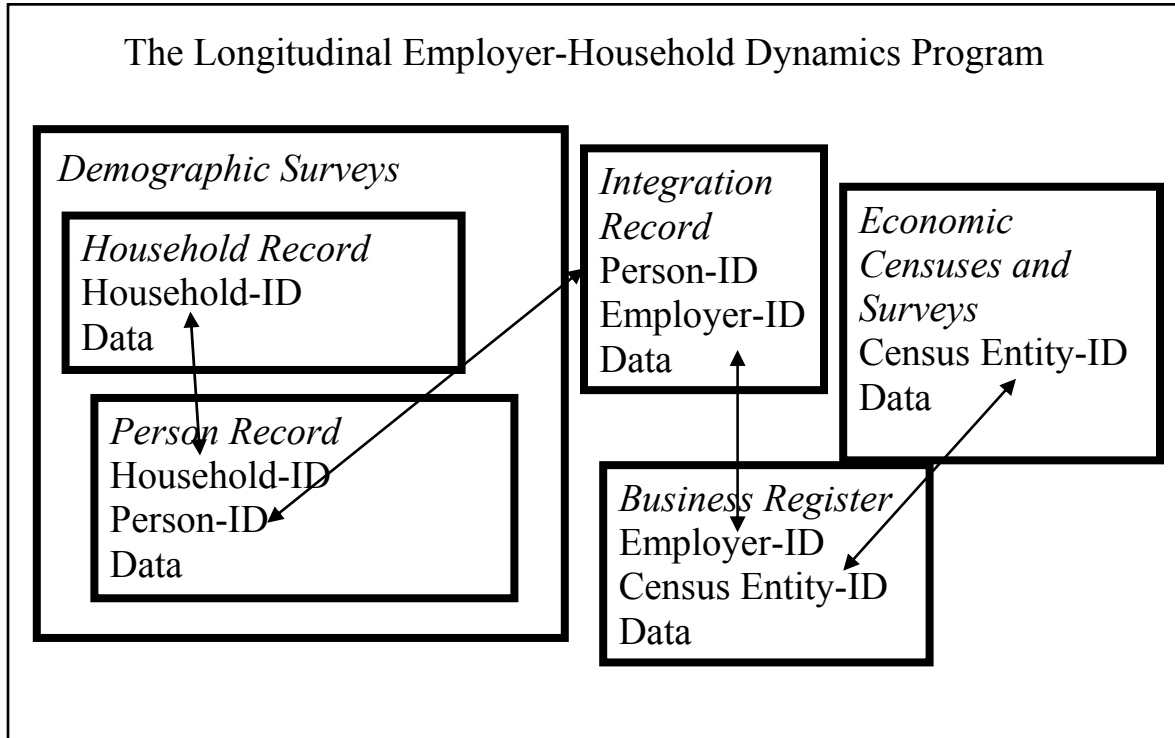 The Longitudinal Employer-Household Dynamics Program
Demographic Surveys
Household Record
Household-ID
Data
Person Record
Household-ID
Person-ID
Data
Integration
Record
Person-ID
Employer-ID
Data
Economic
Censuses and
Surveys
Census Entity-ID
Data
Business Register
Employer-ID
Census Entity-ID
Data